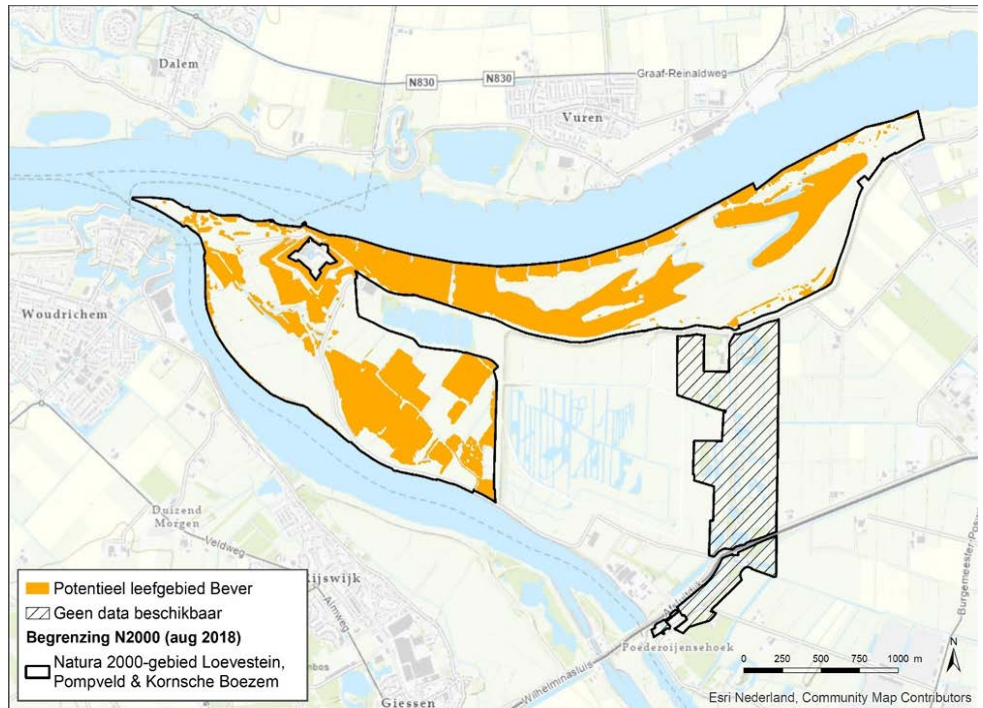 Dalem
N830
N830
Graaf-Reinaldweg
Vuren
Woudrichem
Duizend
Morgen
Veldweg
Rijswijk
Almweg
Giessen
Wilhelminasluis
Poederoijensehoek
Burgemeester-Pos
Potentieel leefgebied Bever
Geen data beschikbaar
Begrenzing N2000 (aug 2018)
Natura 2000-gebied Loevestein,
Pompveld & Kornsche Boezem
N
0 250 500 750 1000 m
Esri Nederland, Community Map Contributors